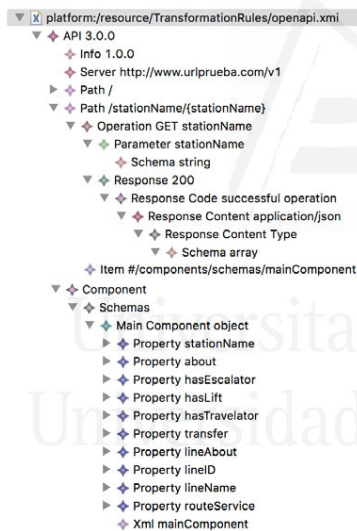 platform:/resource/TransformationRules/openapi.xmi
API 3.0.0
Info 1.0.0
Server http://www.urlprueba.com/v1
Path /
Path /stationName/{stationName}
Operation GET stationName
Parameter stationName
Schema string
Response 200
Response Code successful operation
Response Content application/json
Response Content Type
Schema array
Item #/components/schemas/mainComponent
Component
Schemas
Main Component object
Property stationName
Property about
Property hasEscalator
Property hasLift
Property hasTravelator
Property transfer
Property lineAbout
Property lineID
Property lineName
Property routeService
Xml mainComponent
Universita
Universidad